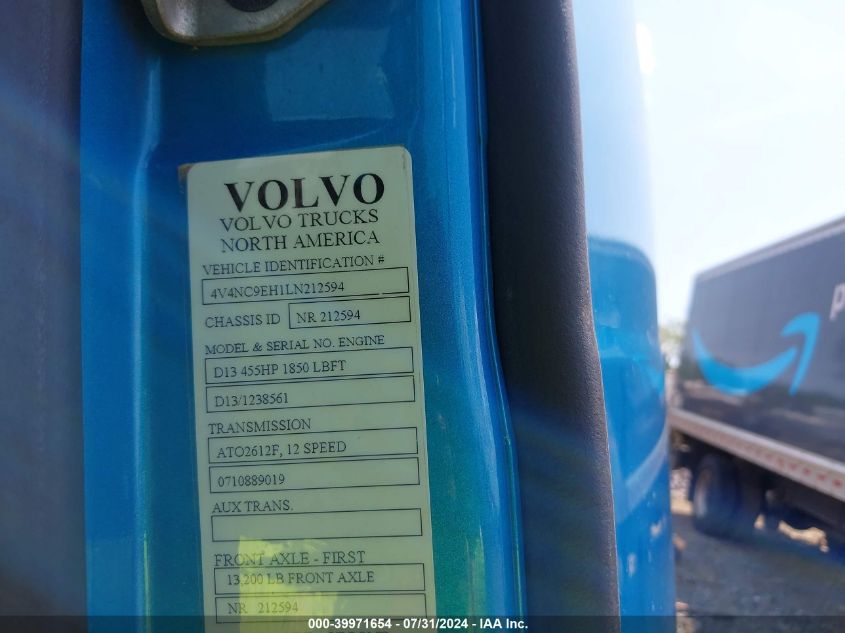 VOLVO
VOLVO TRUCKS
NORTH AMERICA
VEHICLE IDENTIFICATION #
4V4NC9EH1LN212594
CHASSIS ID NR 212594
MODEL & SERIAL NO. ENGINE
D13 455HP 1850 LBFT
D13/1238561
TRANSMISSION
ATO2612F, 12 SPEED
0710889019
AUX TRANS.
FRONT AXLE - FIRST
13,200 LB FRONT AXLE
NR 212594
p
000-39971654 - 07/31/2024 - IAA Inc.